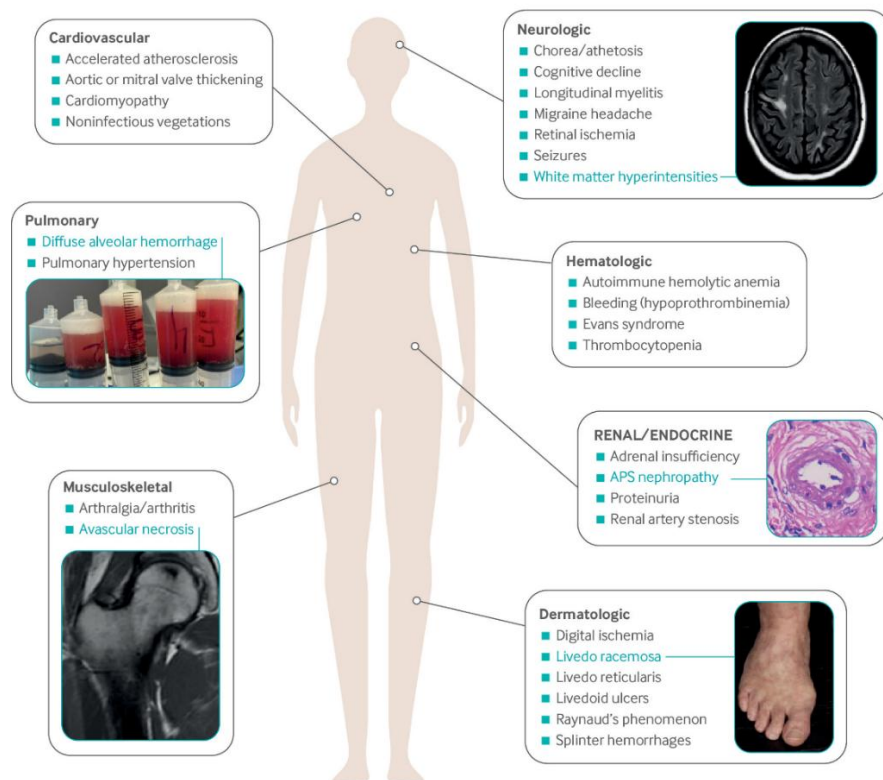 Cardiovascular
Accelerated atherosclerosis
Aortic or mitral valve thickening
Cardiomyopathy
Noninfectious vegetations
Neurologic
Chorea/athetosis
Cognitive decline
Longitudinal myelitis
Migraine headache
Retinal ischemia
Seizures
White matter hyperintensities
Pulmonary
Diffuse alveolar hemorrhage
Pulmonary hypertension
Hematologic
Autoimmune hemolytic anemia
Bleeding (hypoprothrombinemia)
Evans syndrome
Thrombocytopenia
RENAL/ENDOCRINE
Adrenal insufficiency
APS nephropathy
Proteinuria
Renal artery stenosis
Musculoskeletal
Arthralgia/arthritis
Avascular necrosis
Dermatologic
Digital ischemia
Livedo racemosa
Livedo reticularis
Livedoid ulcers
Raynaud's phenomenon
Splinter hemorrhages